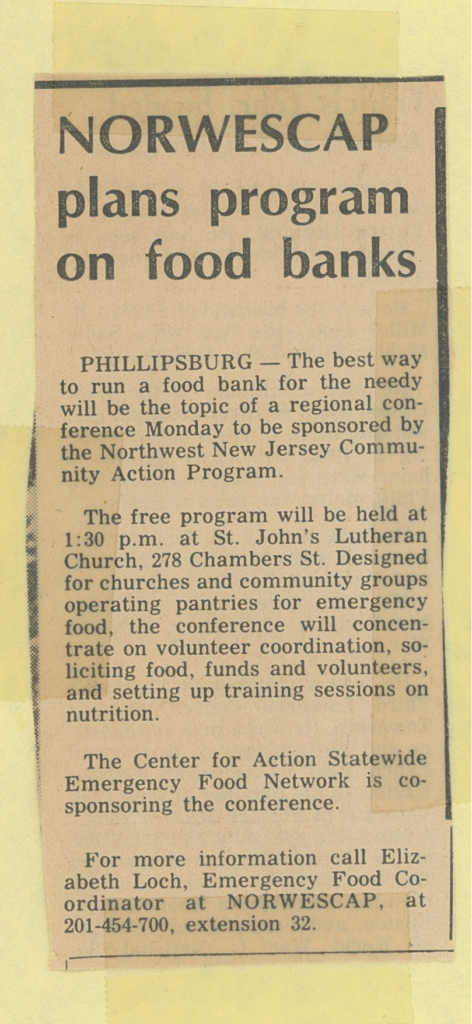 NORWESCAP
plans program
on food banks
PHILLIPSBURG — The best way
to run a food bank for the needy
will be the topic of a regional con-
ference Monday to be sponsored by
the Northwest New Jersey Commu-
nity Action Program.
The free program will be held at
1:30 p.m. at St. John's Lutheran
Church, 278 Chambers St. Designed
for churches and community groups
operating pantries for emergency
food, the conference will concen-
trate on volunteer coordination, so-
liciting food, funds and volunteers,
and setting up training sessions on
nutrition.
The Center for Action Statewide
Emergency Food Network is co-
sponsoring the conference.
For more information call Eliz-
abeth Loch, Emergency Food Co-
ordinator at NORWESCAP, at
201-454-700, extension 32.